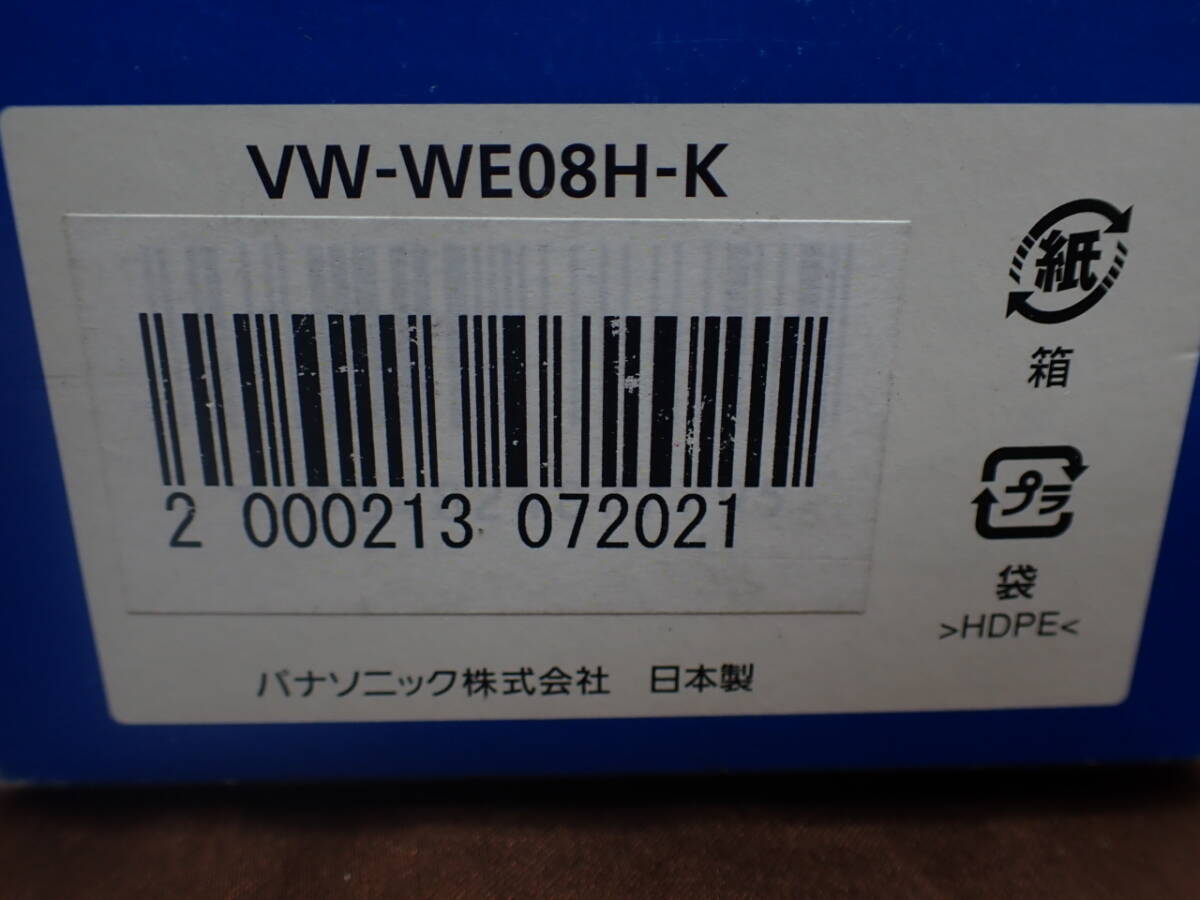 VW-WE08H-K
2 000213 072021
紙
箱
プラ
袋
>HDPE<
パナソニック株式会社 日本製